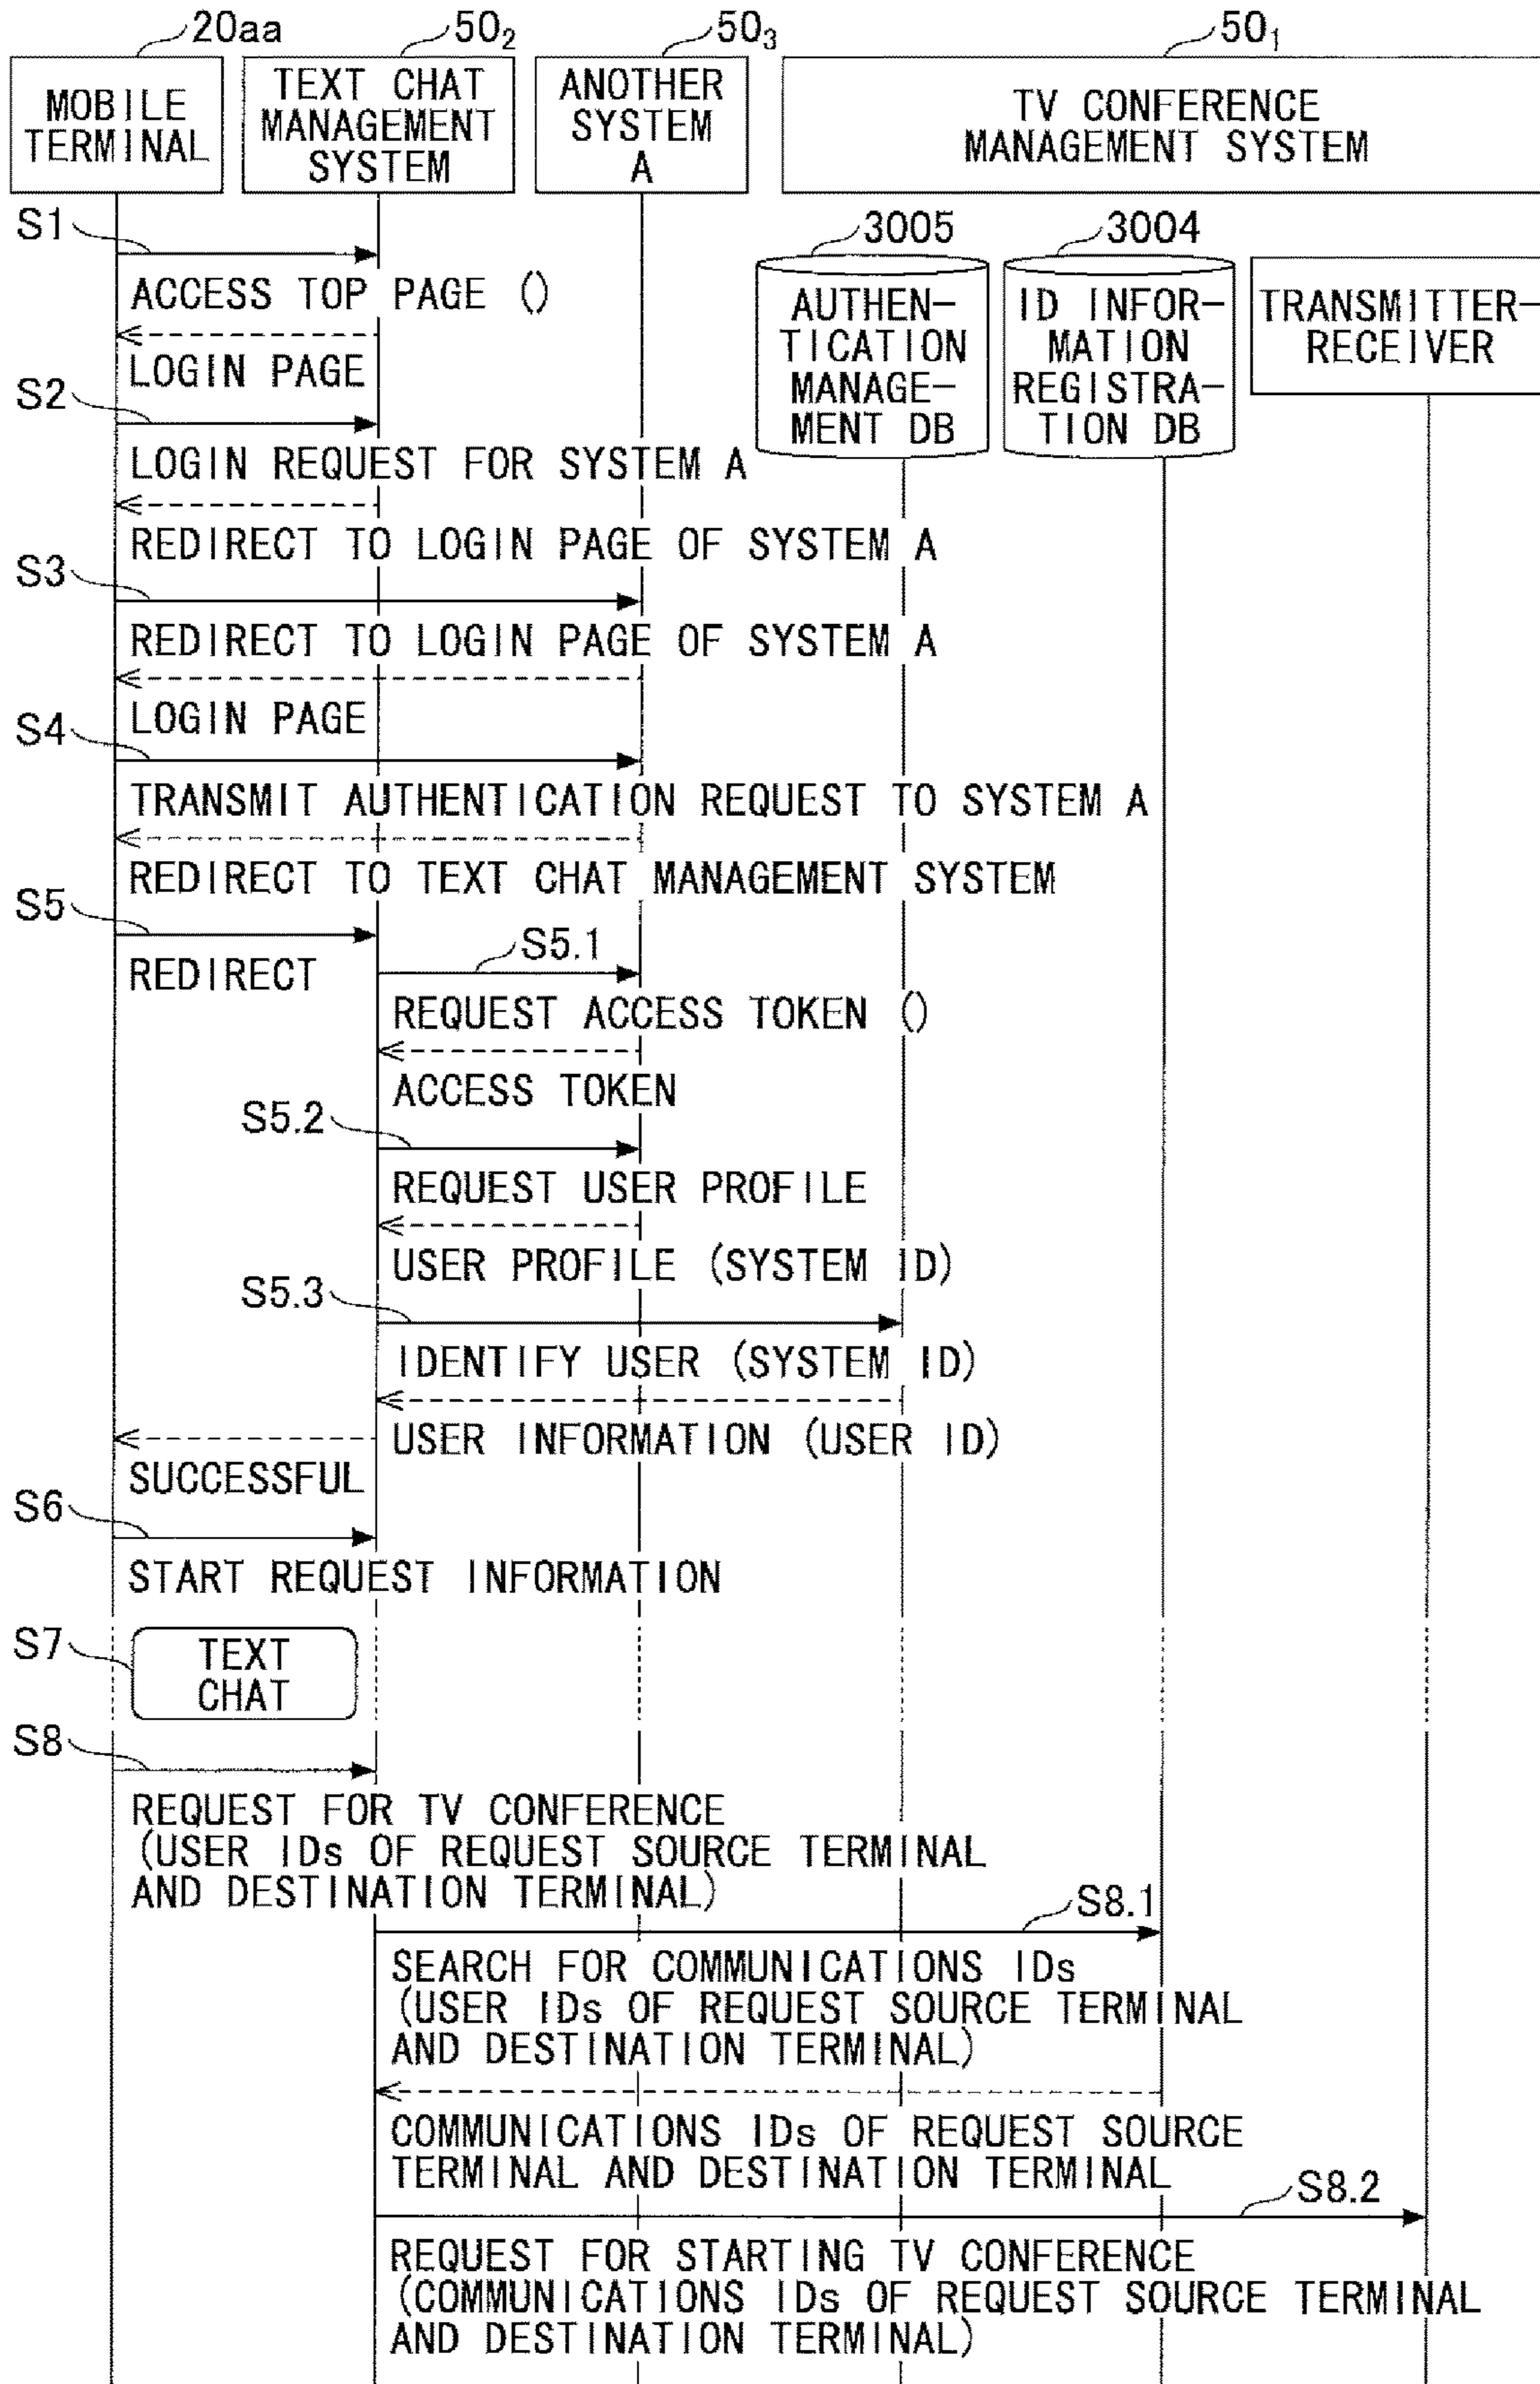 20aa
50₂
50₃
50₁
MOBILE
TERMINAL
TEXT CHAT
MANAGEMENT
SYSTEM
ANOTHER
SYSTEM
A
TV CONFERENCE
MANAGEMENT SYSTEM
3005
3004
AUTHEN-
TICATION
MANAGE-
MENT DB
ID INFOR-
MATION
REGISTRA-
TION DB
TRANSMITTER-
RECEIVER
S1
ACCESS TOP PAGE ()
LOGIN PAGE
S2
LOGIN REQUEST FOR SYSTEM A
REDIRECT TO LOGIN PAGE OF SYSTEM A
S3
REDIRECT TO LOGIN PAGE OF SYSTEM A
LOGIN PAGE
S4
TRANSMIT AUTHENTICATION REQUEST TO SYSTEM A
REDIRECT TO TEXT CHAT MANAGEMENT SYSTEM
S5
REDIRECT
S5.1
REQUEST ACCESS TOKEN ()
ACCESS TOKEN
S5.2
REQUEST USER PROFILE
USER PROFILE (SYSTEM ID)
S5.3
IDENTIFY USER (SYSTEM ID)
USER INFORMATION (USER ID)
SUCCESSFUL
S6
START REQUEST INFORMATION
S7
TEXT
CHAT
S8
REQUEST FOR TV CONFERENCE
(USER IDs OF REQUEST SOURCE TERMINAL
AND DESTINATION TERMINAL)
S8.1
SEARCH FOR COMMUNICATIONS IDs
(USER IDs OF REQUEST SOURCE TERMINAL
AND DESTINATION TERMINAL)
COMMUNICATIONS IDs OF REQUEST SOURCE
TERMINAL AND DESTINATION TERMINAL
S8.2
REQUEST FOR STARTING TV CONFERENCE
(COMMUNICATIONS IDs OF REQUEST SOURCE TERMINAL
AND DESTINATION TERMINAL)